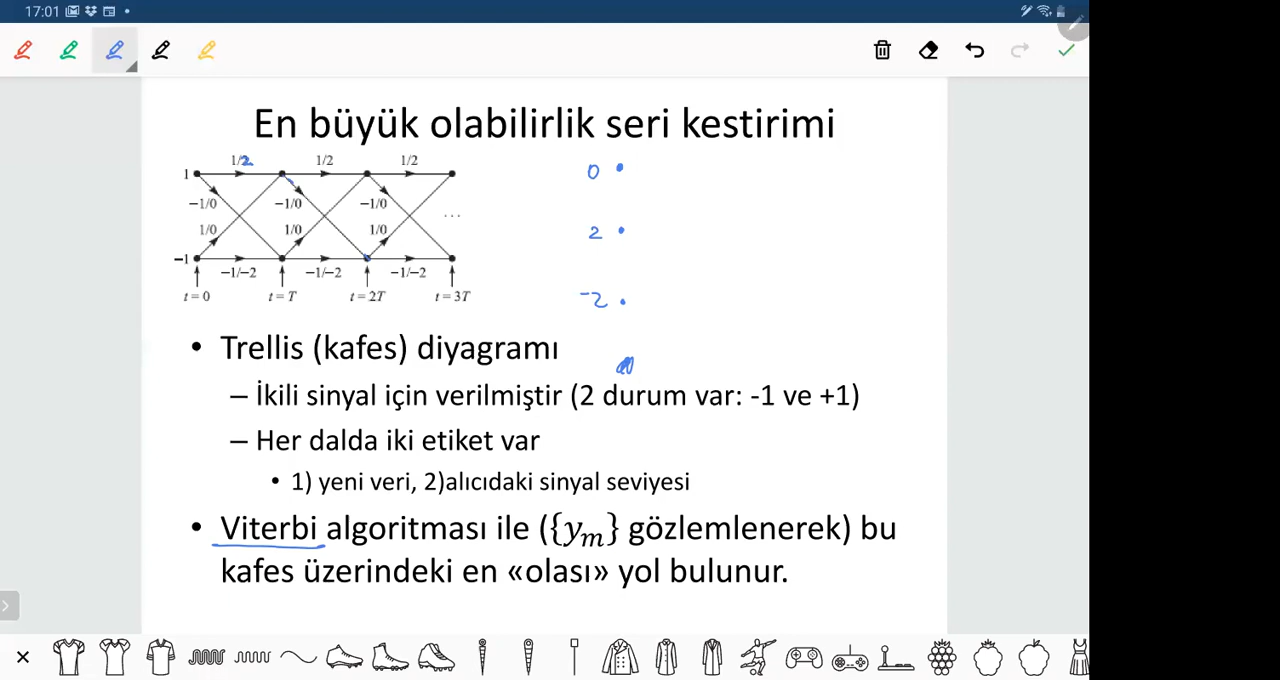 17:01
En büyük olabilirlik seri kestirimi
1/2 1/2 1/2
1
−1/0 −1/0 −1/0
...
1/0 1/0 1/0
−1
−1/−2 −1/−2 −1/−2
t = 0 t = T t = 2T t = 3T
0
2
-2
• Trellis (kafes) diyagramı
– İkili sinyal için verilmiştir (2 durum var: -1 ve +1)
– Her dalda iki etiket var
• 1) yeni veri, 2)alıcıdaki sinyal seviyesi
• Viterbi algoritması ile ({yₘ} gözlemlenerek) bu
kafes üzerindeki en «olası» yol bulunur.